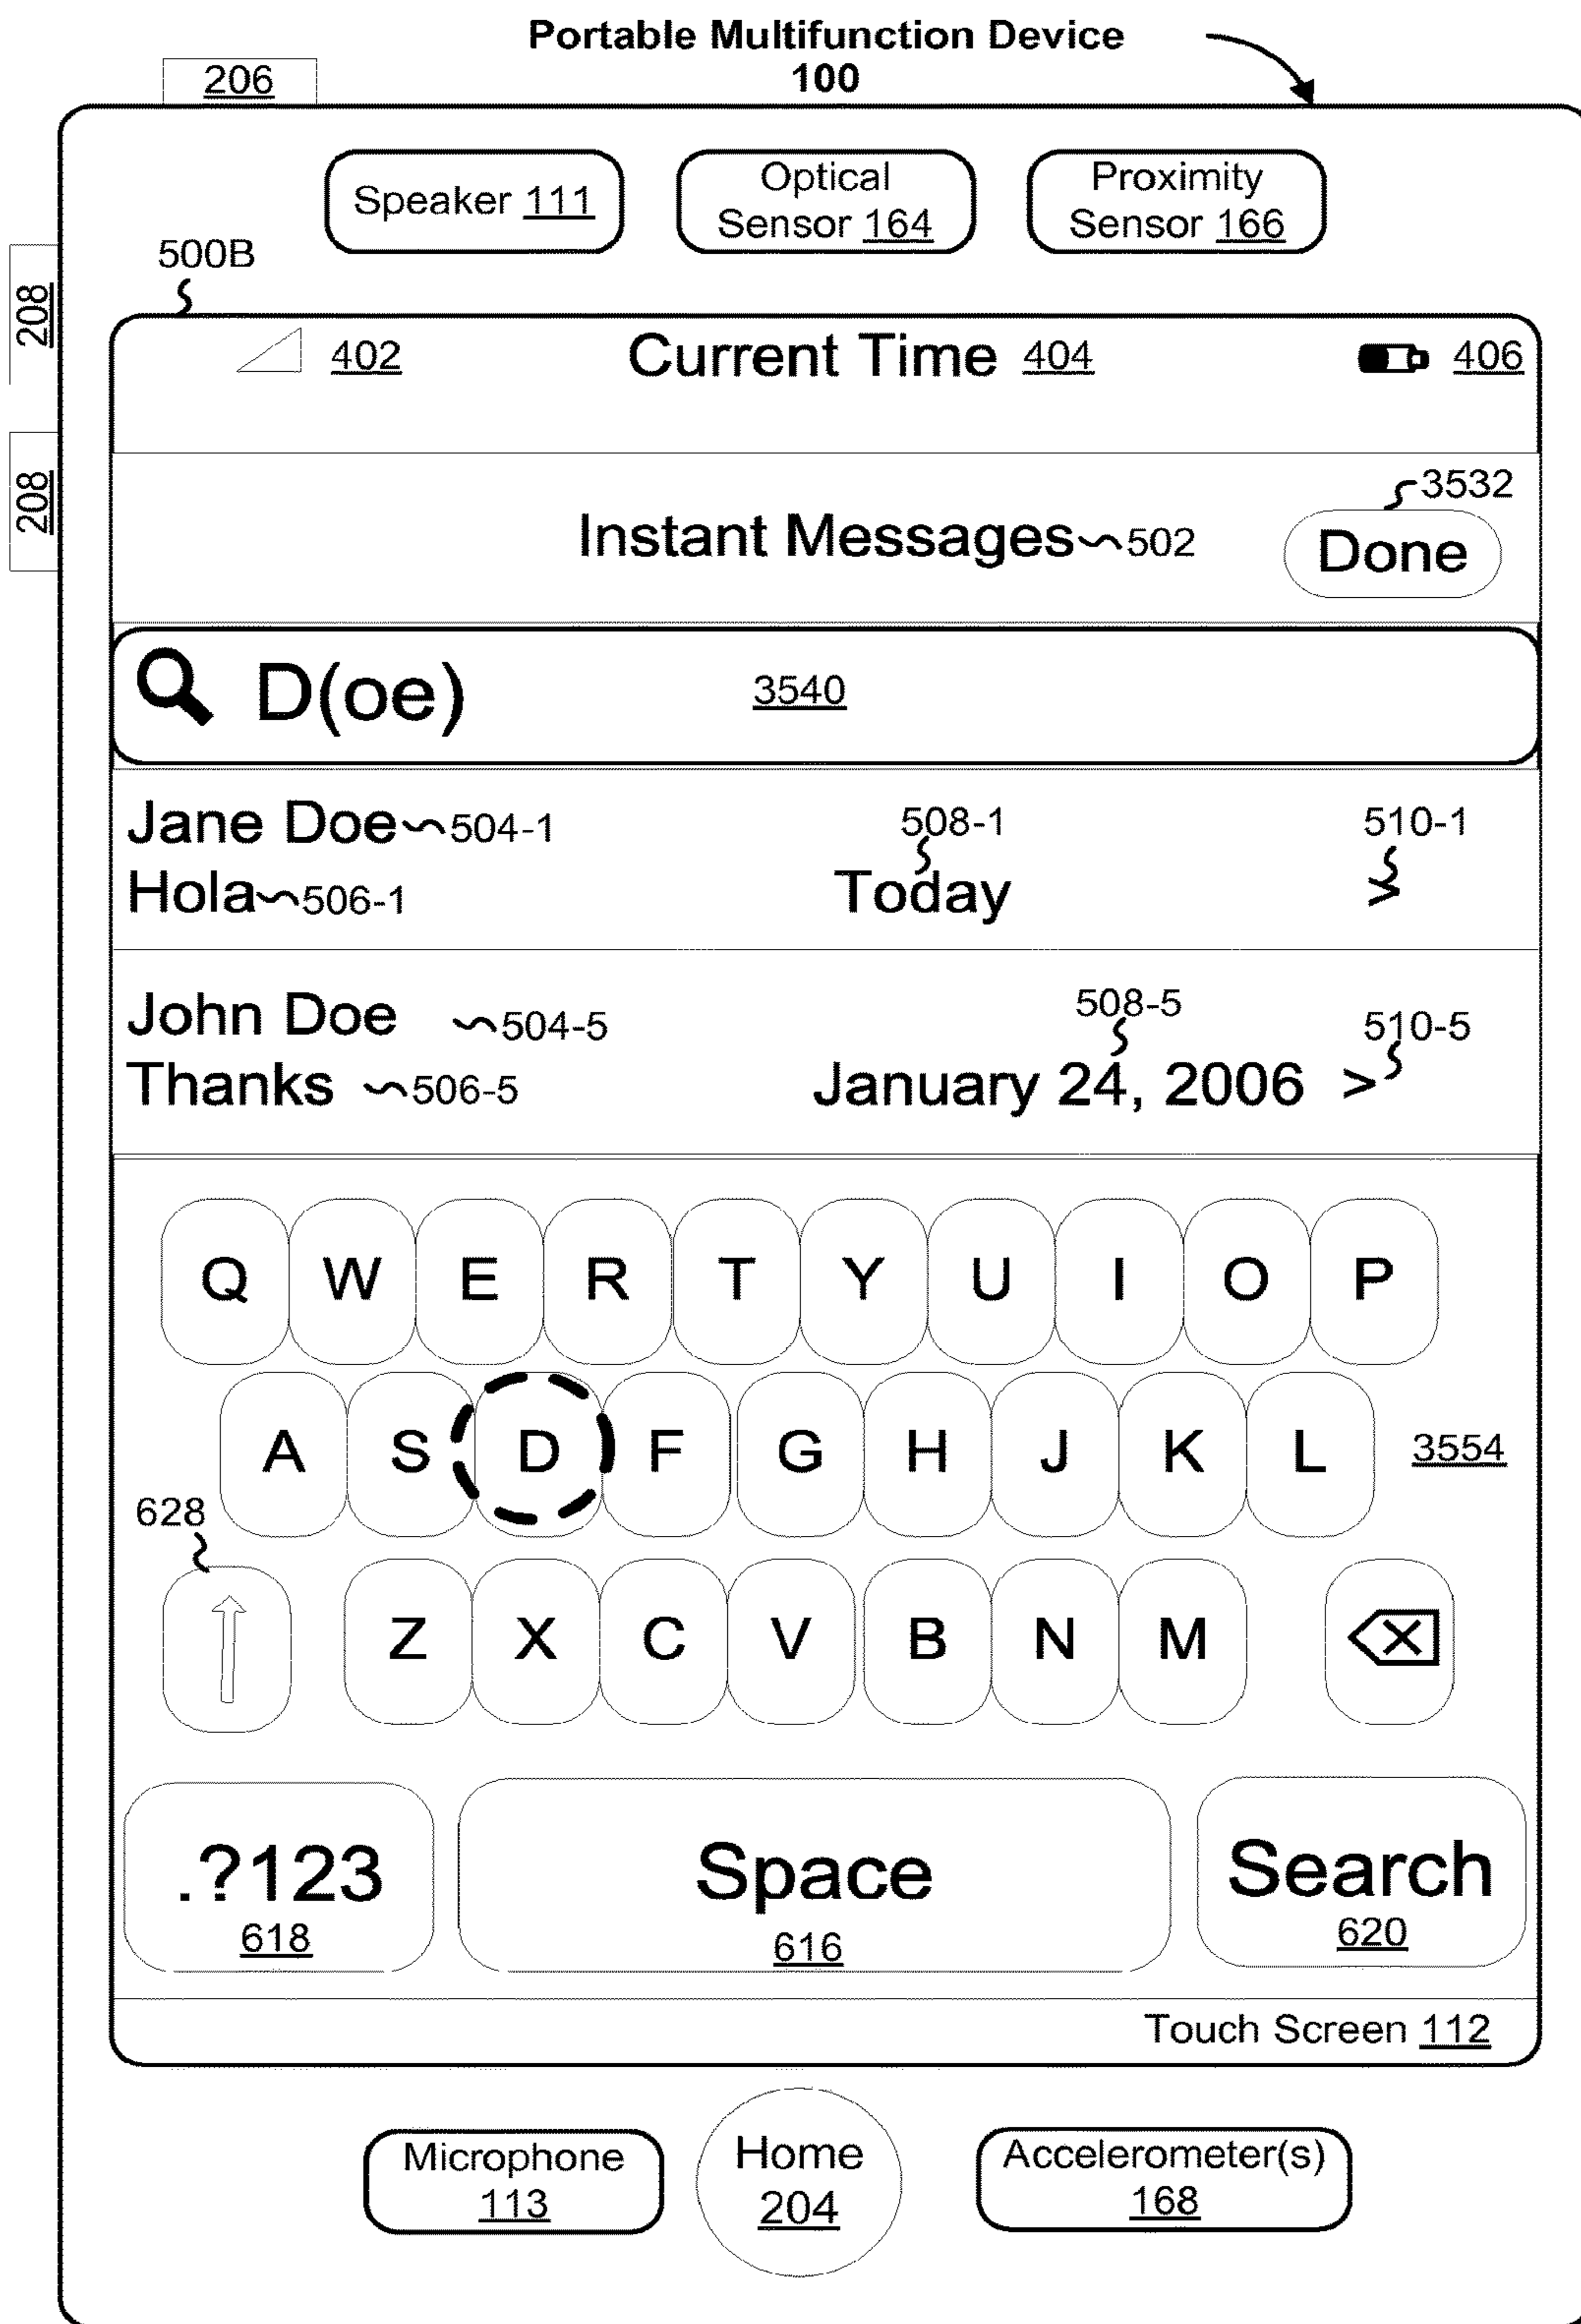 Portable Multifunction Device
100
206
Speaker 111
Optical
Sensor 164
Proximity
Sensor 166
208
208
500B
402
Current Time 404
406
Instant Messages 502
3532
Done
D(oe)
3540
Jane Doe 504-1
508-1
510-1
Hola 506-1
Today
>
John Doe 504-5
508-5
510-5
Thanks 506-5
January 24, 2006 >
Q W E R T Y U I O P
A S D F G H J K L
3554
628
Z X C V B N M
.?123
618
Space
616
Search
620
Touch Screen 112
Microphone
113
Home
204
Accelerometer(s)
168